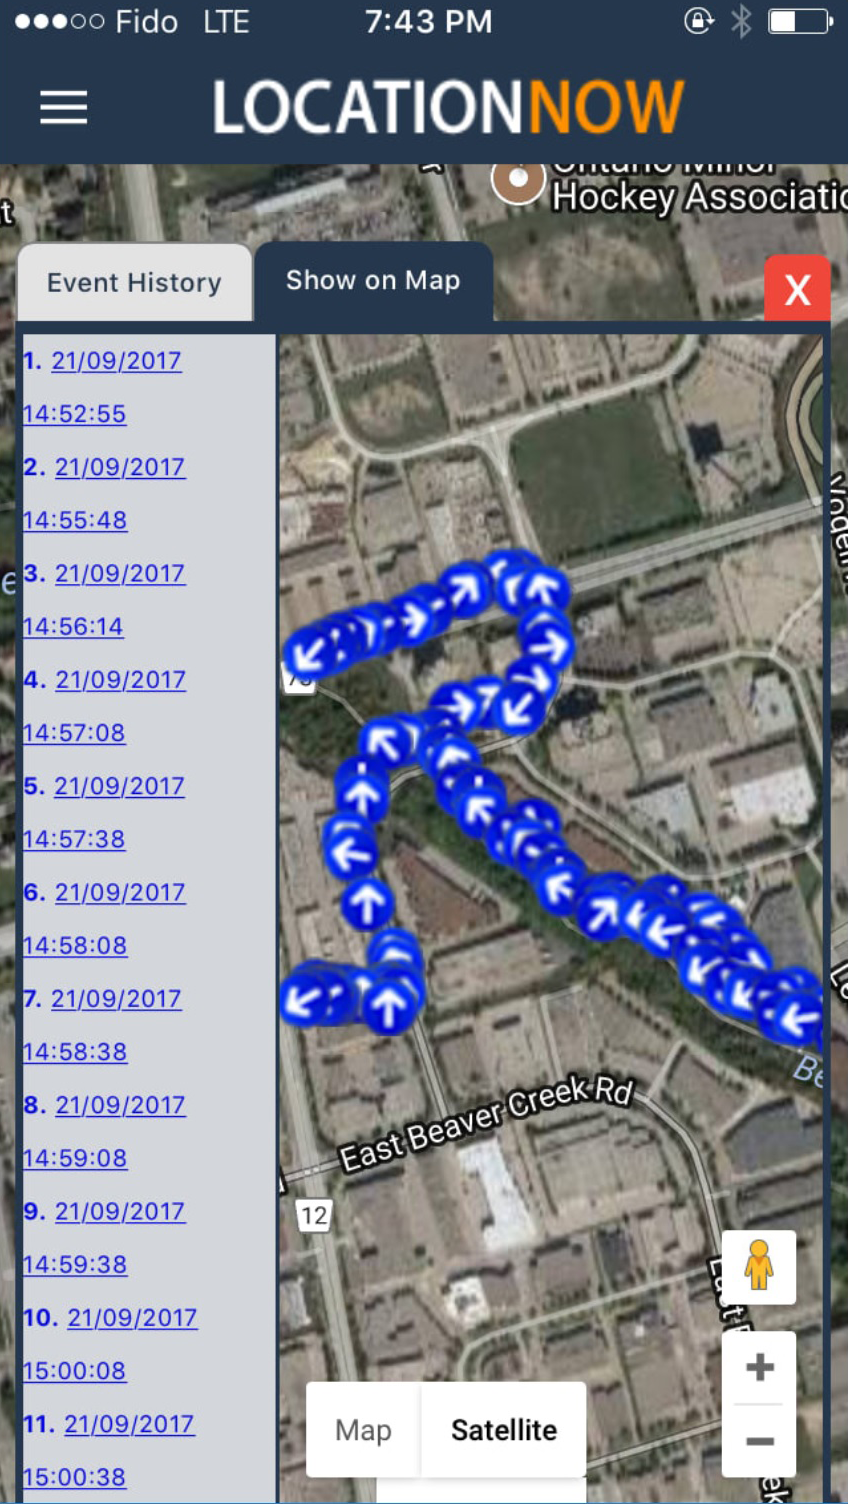 Fido LTE 7:43 PM
LOCATIONNOW
Ontario Minor
Hockey Associatio
Event History
Show on Map
X
1. 21/09/2017
14:52:55
2. 21/09/2017
14:55:48
3. 21/09/2017
14:56:14
4. 21/09/2017
14:57:08
5. 21/09/2017
14:57:38
6. 21/09/2017
14:58:08
7. 21/09/2017
14:58:38
8. 21/09/2017
14:59:08
9. 21/09/2017
14:59:38
10. 21/09/2017
15:00:08
11. 21/09/2017
15:00:38
Be
East Beaver Creek Rd
12
East
+
−
Map
Satellite